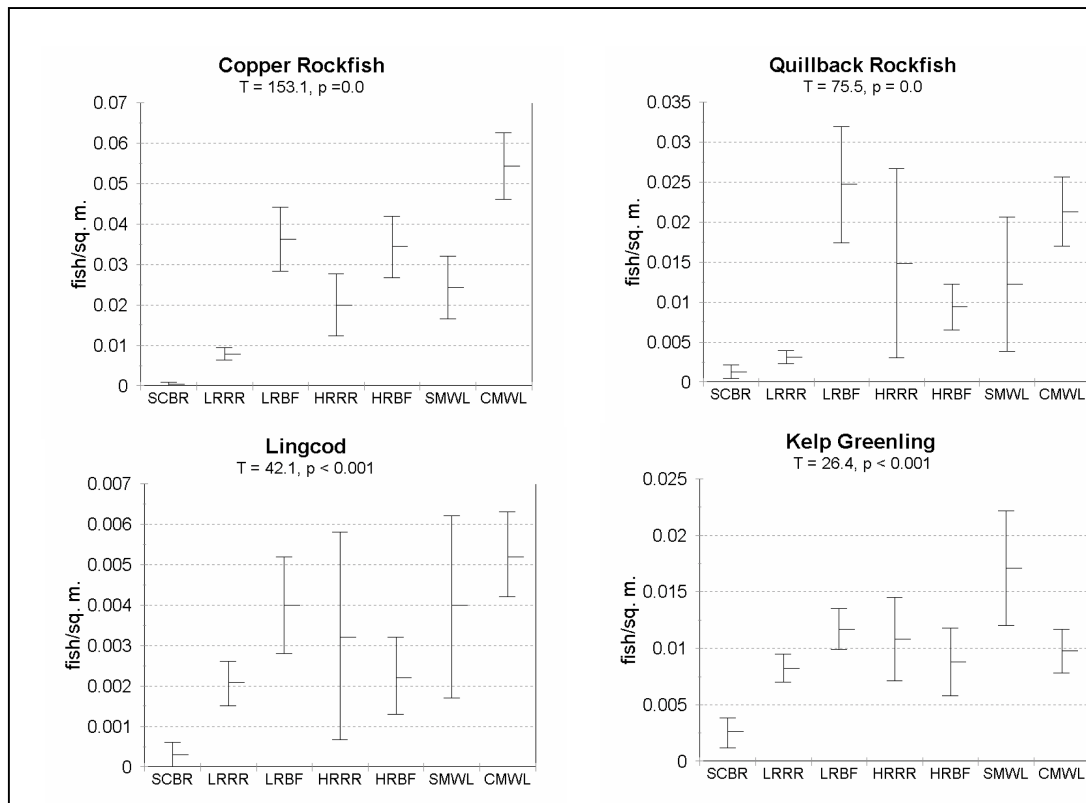 Copper Rockfish
T = 153.1, p =0.0
fish/sq. m.
0.07
0.06
0.05
0.04
0.03
0.02
0.01
0
SCBR LRRR LRBF HRRR HRBF SMWL CMWL
Quillback Rockfish
T = 75.5, p = 0.0
fish/sq. m.
0.035
0.03
0.025
0.02
0.015
0.01
0.005
0
SCBR LRRR LRBF HRRR HRBF SMWL CMWL
Lingcod
T = 42.1, p < 0.001
fish/sq. m.
0.007
0.006
0.005
0.004
0.003
0.002
0.001
0
SCBR LRRR LRBF HRRR HRBF SMWL CMWL
Kelp Greenling
T = 26.4, p < 0.001
fish/sq. m.
0.025
0.02
0.015
0.01
0.005
0
SCBR LRRR LRBF HRRR HRBF SMWL CMWL